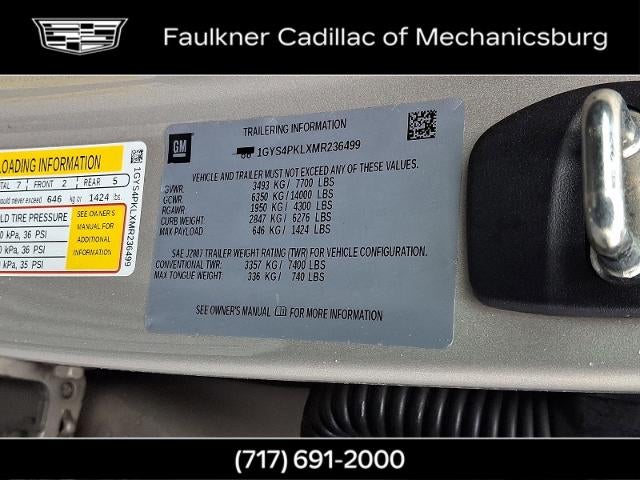 Faulkner Cadillac of Mechanicsburg
TRAILERING INFORMATION
GM
1GYS4PKLXMR236499
VEHICLE AND TRAILER MUST NOT EXCEED ANY OF THESE VALUES.
GVWR: 3493 KG / 7700 LBS
GCWR: 6350 KG / 14000 LBS
RGAWR: 1950 KG / 4300 LBS
CURB WEIGHT: 2847 KG / 6276 LBS
MAX PAYLOAD: 646 KG / 1424 LBS
SAE J2807 TRAILER WEIGHT RATING (TWR) FOR VEHICLE CONFIGURATION.
CONVENTIONAL TWR: 3357 KG / 7400 LBS
MAX TONGUE WEIGHT: 336 KG / 740 LBS
SEE OWNER'S MANUAL FOR MORE INFORMATION
LOADING INFORMATION
TOTAL 7 FRONT 2 REAR 5
should never exceed 646 kg or 1424 lbs.
COLD TIRE PRESSURE
kPa, 36 PSI
kPa, 36 PSI
kPa, 35 PSI
SEE OWNER'S
MANUAL FOR
ADDITIONAL
INFORMATION
1GYS4PKLXMR236499
(717) 691-2000